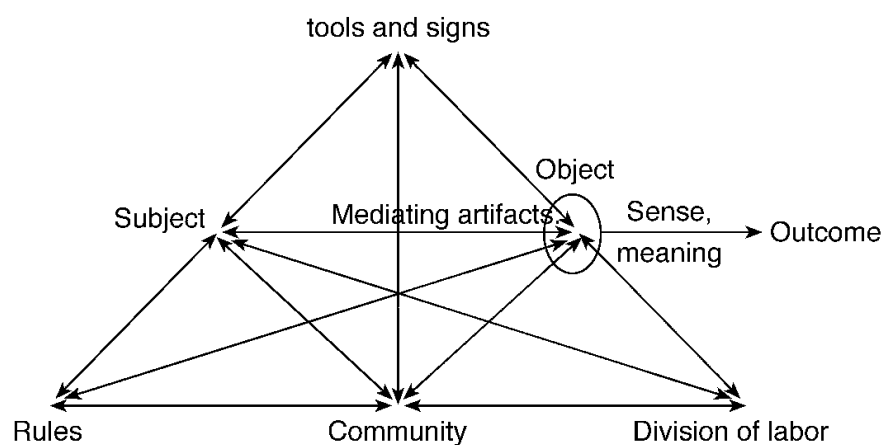 tools and signs
Object
Subject
Mediating artifacts.
Sense,
meaning
Outcome
Rules
Community
Division of labor